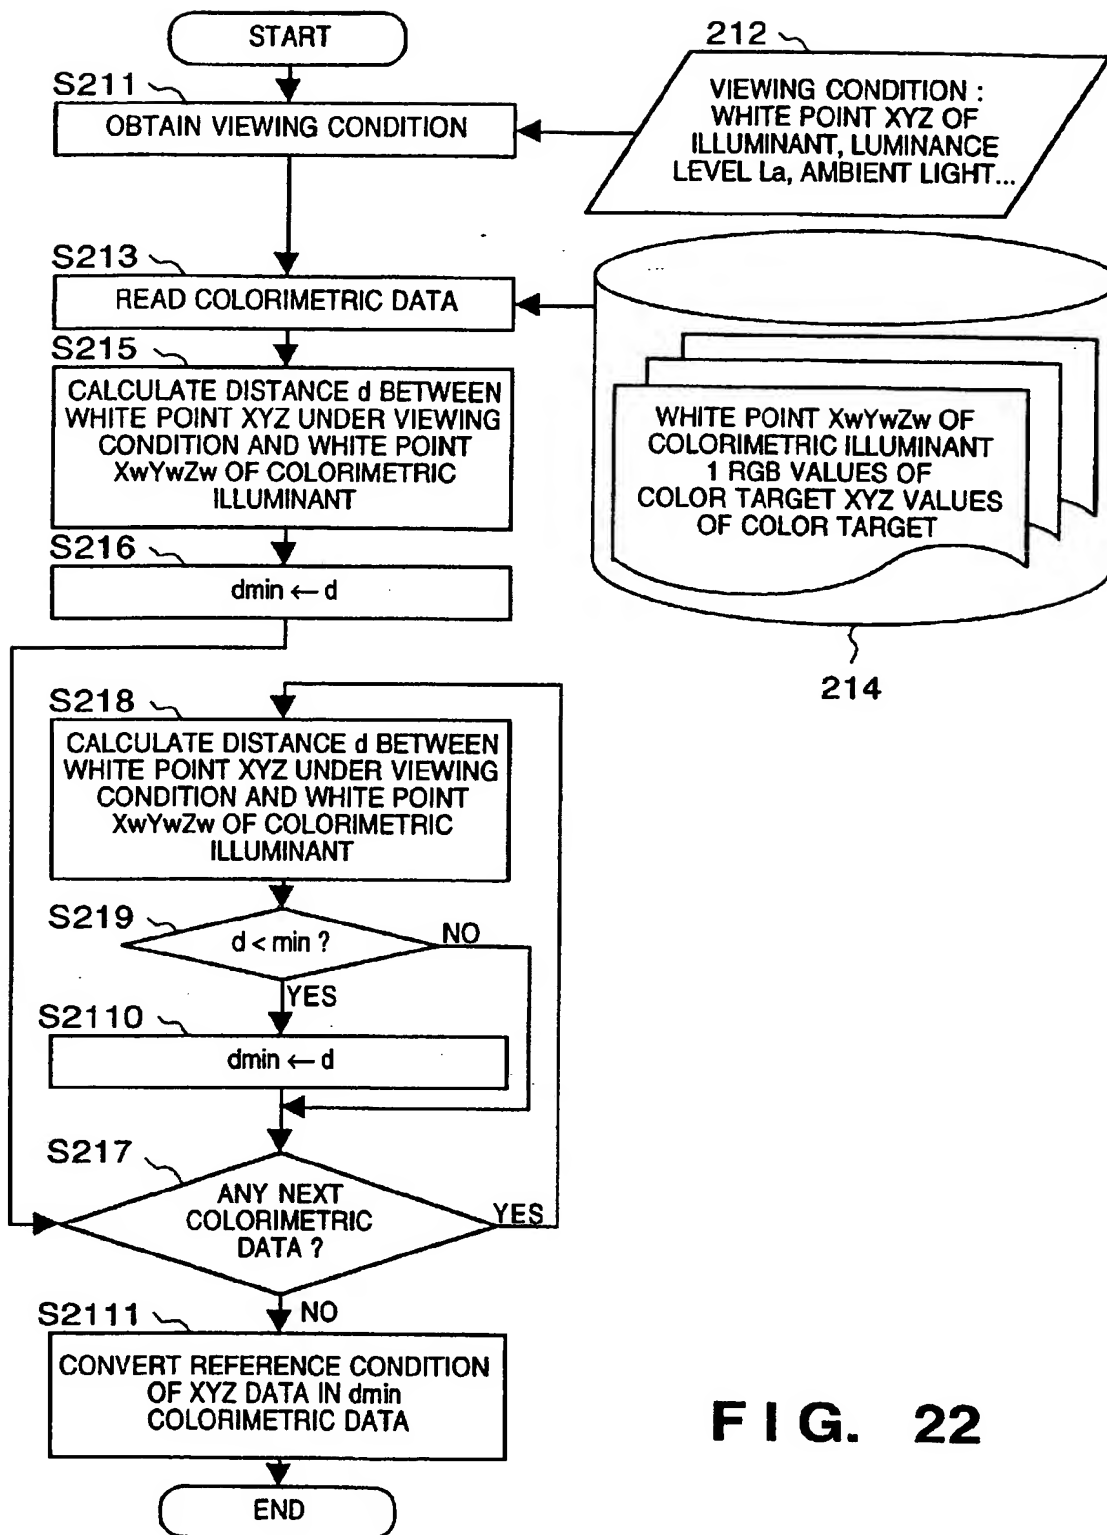 START
212
S211
OBTAIN VIEWING CONDITION
VIEWING CONDITION :
WHITE POINT XYZ OF
ILLUMINANT, LUMINANCE
LEVEL La, AMBIENT LIGHT...
S213
READ COLORIMETRIC DATA
S215
CALCULATE DISTANCE d BETWEEN
WHITE POINT XYZ UNDER VIEWING
CONDITION AND WHITE POINT
XwYwZw OF COLORIMETRIC
ILLUMINANT
WHITE POINT XwYwZw OF
COLORIMETRIC ILLUMINANT
1 RGB VALUES OF
COLOR TARGET XYZ VALUES
OF COLOR TARGET
S216
dmin ← d
214
S218
CALCULATE DISTANCE d BETWEEN
WHITE POINT XYZ UNDER VIEWING
CONDITION AND WHITE POINT
XwYwZw OF COLORIMETRIC
ILLUMINANT
S219
d < min ?
NO
YES
S2110
dmin ← d
S217
ANY NEXT
COLORIMETRIC
DATA ?
YES
NO
S2111
CONVERT REFERENCE CONDITION
OF XYZ DATA IN dmin
COLORIMETRIC DATA
END
FIG. 22